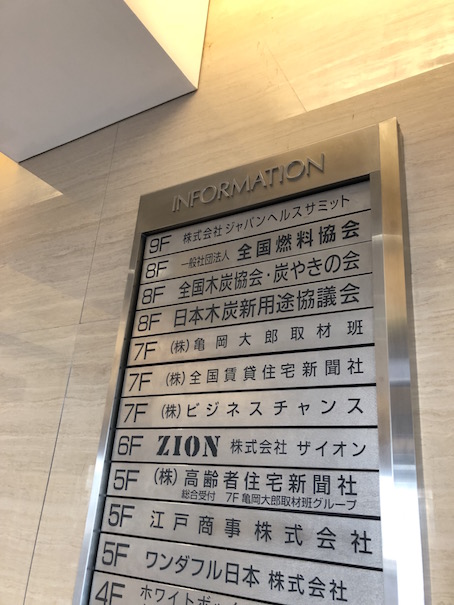 INFORMATION
9F 株式会社 ジャパンヘルスサミット
8F 一般社団法人 全国燃料協会
8F 全国木炭協会・炭やきの会
8F 日本木炭新用途協議会
7F (株)亀岡大郎取材班
7F (株)全国賃貸住宅新聞社
7F (株)ビジネスチャンス
6F ZION 株式会社 ザイオン
5F (株)高齢者住宅新聞社
総合受付 7F 亀岡大郎取材班グループ
5F 江戸商事株式会社
5F ワンダフル日本 株式会社
4F ホワイトボ